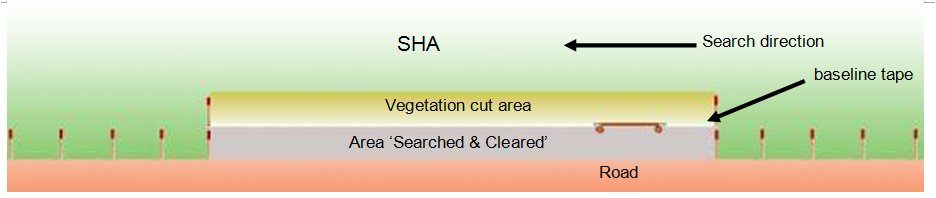 SHA
Search direction
baseline tape
Vegetation cut area
Area ‘Searched & Cleared’
Road